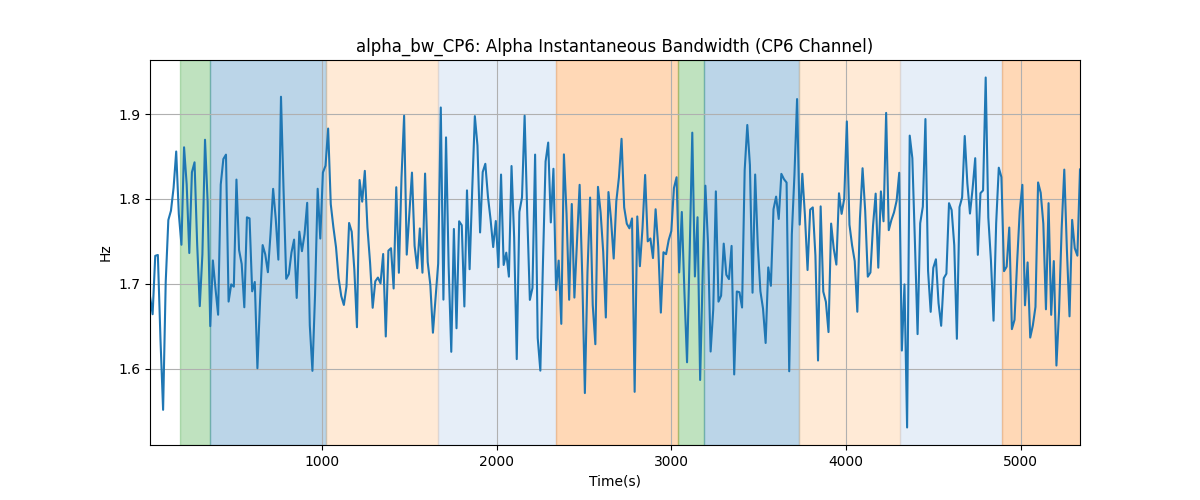 alpha_bw_CP6: Alpha Instantaneous Bandwidth (CP6 Channel)
1.9
1.8
1.7
1.6
Hz
1000 2000 3000 4000 5000
Time(s)